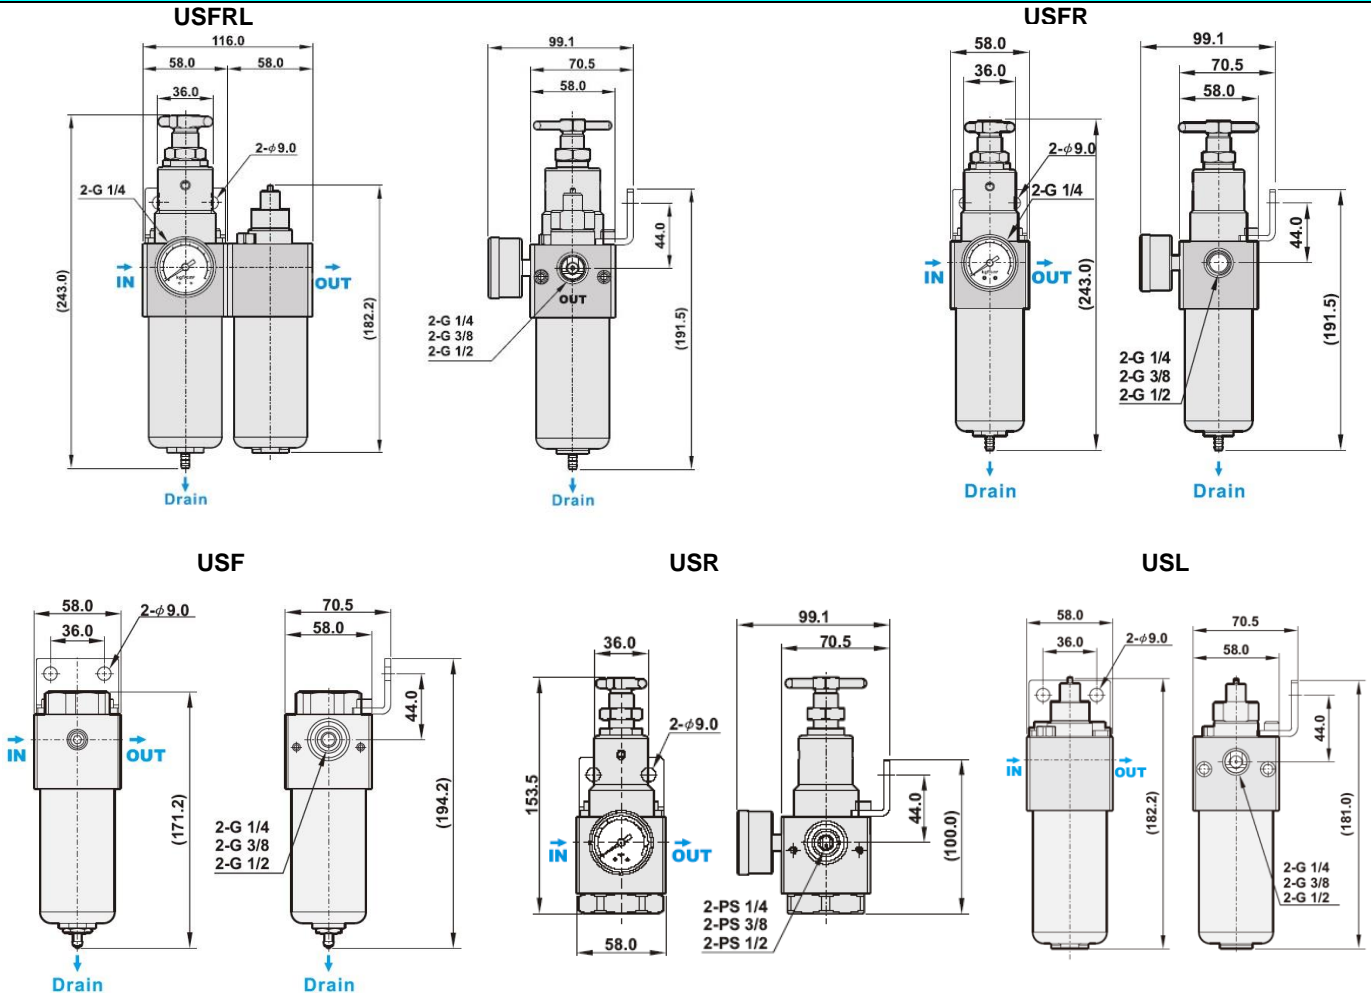 USFRL
116.0
58.0
58.0
36.0
2-ϕ9.0
2-G 1/4
(243.0)
(182.2)
IN
OUT
Drain
99.1
70.5
58.0
44.0
(191.5)
OUT
2-G 1/4
2-G 3/8
2-G 1/2
Drain
USFR
58.0
36.0
2-ϕ9.0
2-G 1/4
IN
OUT
(243.0)
Drain
99.1
70.5
58.0
44.0
(191.5)
2-G 1/4
2-G 3/8
2-G 1/2
Drain
USF
58.0
36.0
2-ϕ9.0
IN
OUT
(171.2)
Drain
70.5
58.0
44.0
(194.2)
2-G 1/4
2-G 3/8
2-G 1/2
Drain
USR
36.0
2-ϕ9.0
153.5
IN
OUT
58.0
99.1
70.5
44.0
(100.0)
2-PS 1/4
2-PS 3/8
2-PS 1/2
USL
58.0
36.0
2-ϕ9.0
IN
OUT
(182.2)
70.5
58.0
44.0
(181.0)
2-G 1/4
2-G 3/8
2-G 1/2